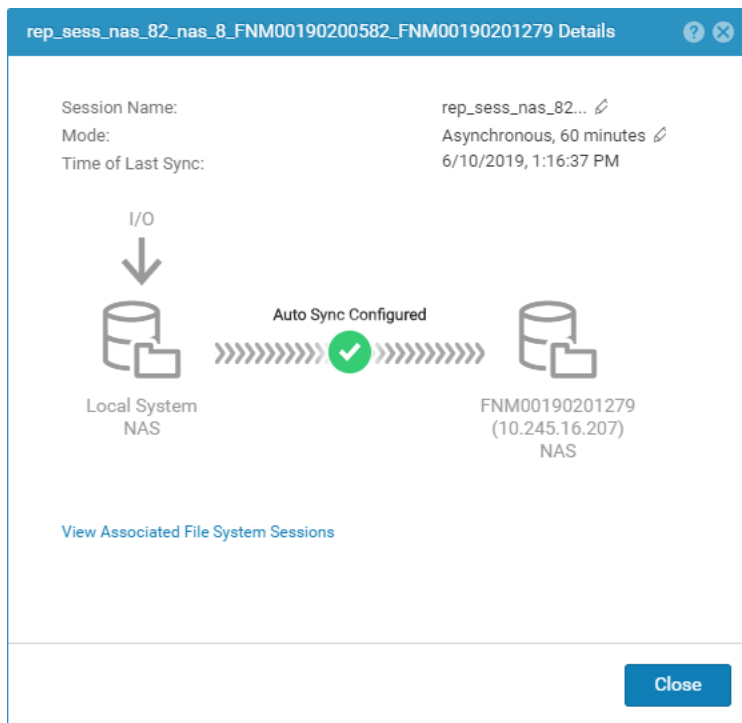 rep_sess_nas_82_nas_8_FNM00190200582_FNM00190201279 Details
Session Name: rep_sess_nas_82...
Mode: Asynchronous, 60 minutes
Time of Last Sync: 6/10/2019, 1:16:37 PM
I/O
Auto Sync Configured
Local System
NAS
FNM00190201279
(10.245.16.207)
NAS
View Associated File System Sessions
Close